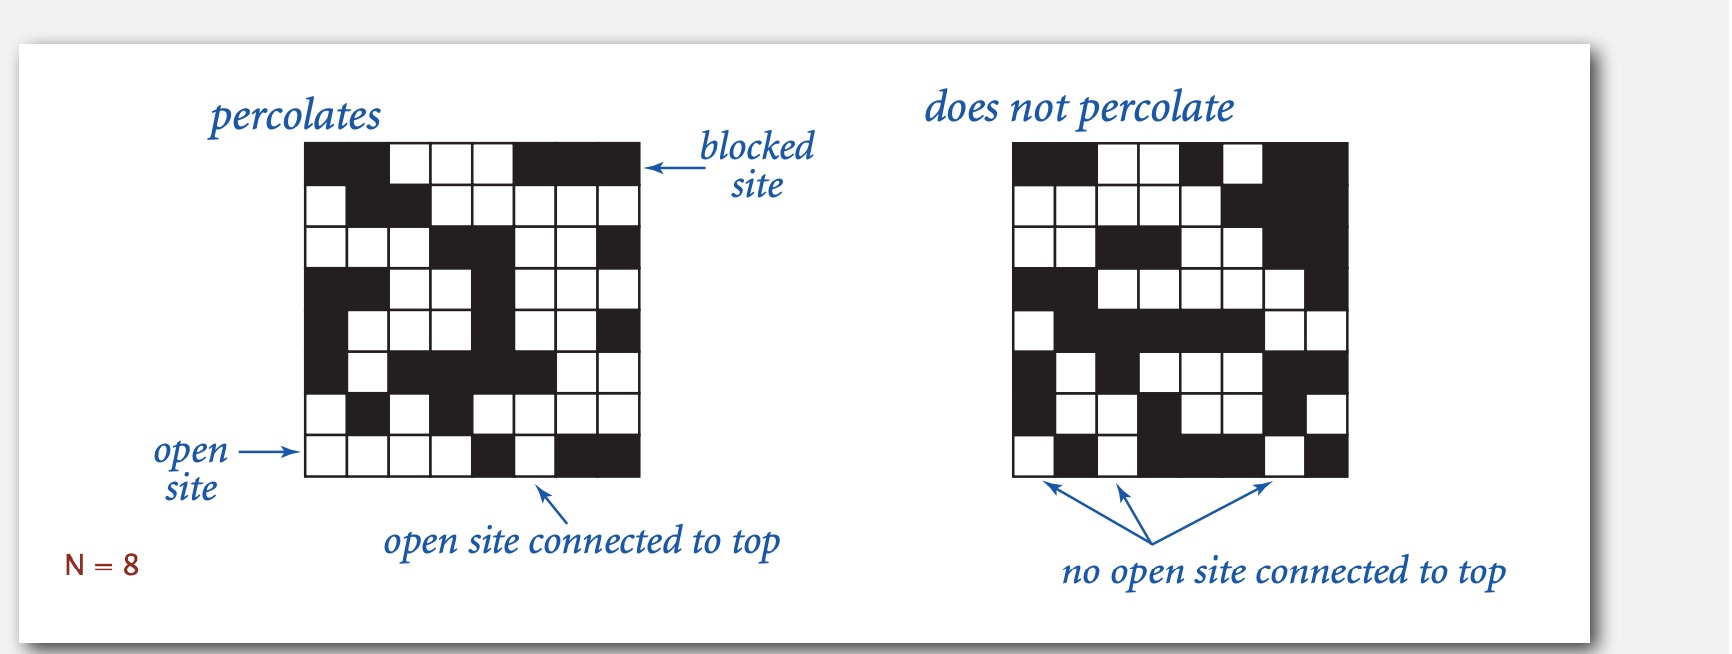 percolates
blocked
site
open
site
open site connected to top
N = 8
does not percolate
no open site connected to top